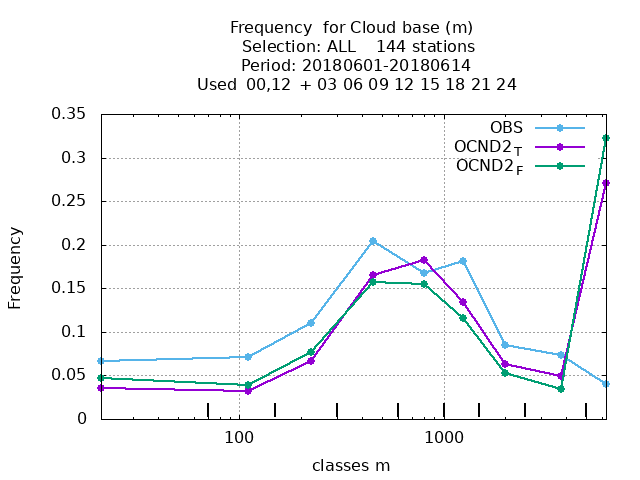 Frequency for Cloud base (m)
Selection: ALL 144 stations
Period: 20180601-20180614
Used 00,12 + 03 06 09 12 15 18 21 24
0.35
0.3
0.25
0.2
0.15
0.1
0.05
0
Frequency
OBS
OCND2T
OCND2F
100 1000
classes m